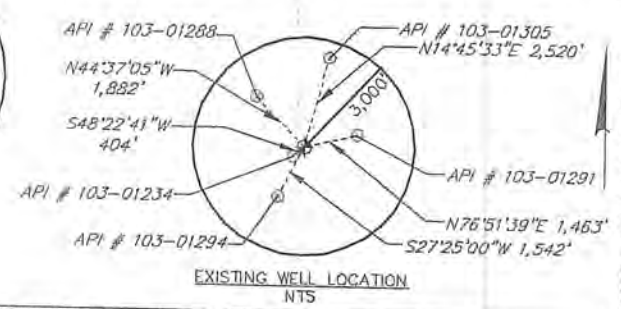 API # 103-01288
API # 103-01305
N14°45'33"E 2,520'
N44°37'05"W
1,882'
3,000'
S48°22'41"W
404'
API # 103-01234
API # 103-01291
N76°51'39"E 1,463'
API # 103-01294
S27°25'00"W 1,542'
EXISTING WELL LOCATION
NTS